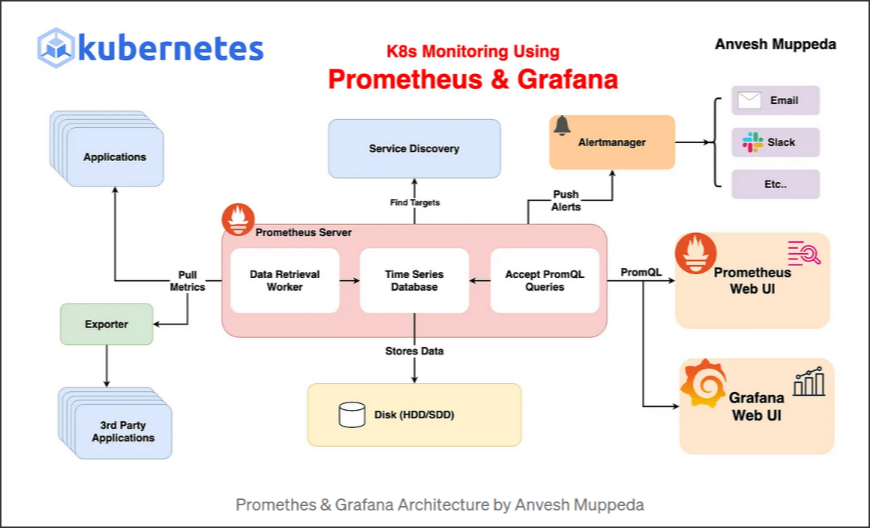 kubernetes
K8s Monitoring Using
Prometheus & Grafana
Anvesh Muppeda
Applications
Service Discovery
Alertmanager
Email
Slack
Etc..
Find Targets
Push
Alerts
Prometheus Server
Data Retrieval
Worker
Time Series
Database
Accept PromQL
Queries
Pull
Metrics
PromQL
Prometheus
Web UI
Exporter
Stores Data
3rd Party
Applications
Disk (HDD/SDD)
Grafana
Web UI
Promethes & Grafana Architecture by Anvesh Muppeda